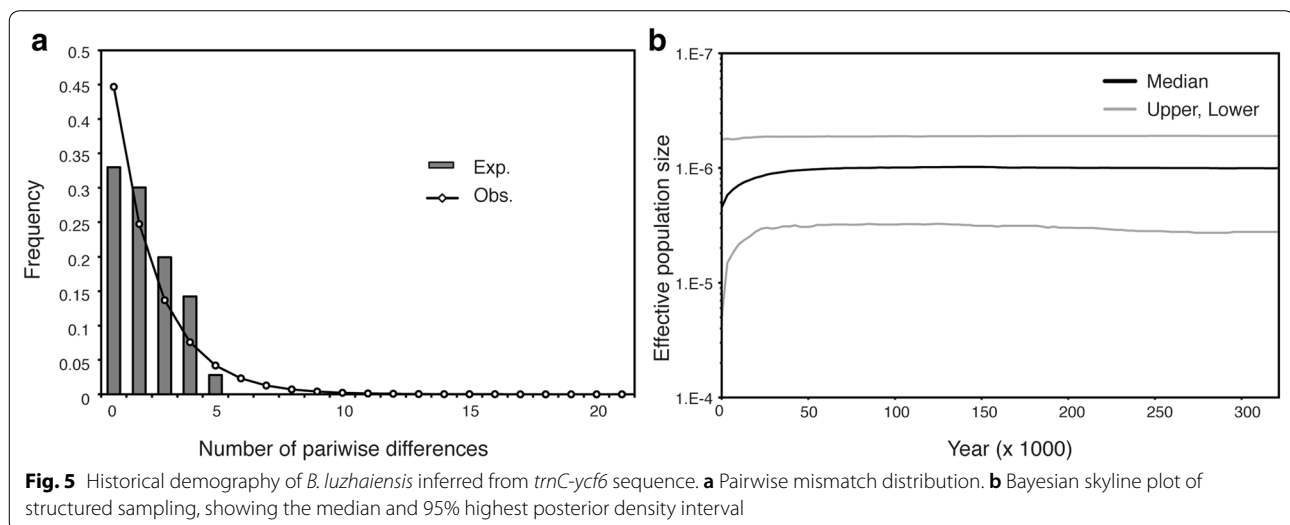 a
0.5
0.45
0.4
0.35
0.3
0.25
0.2
0.15
0.1
0.05
0
Frequency
Exp.
Obs.
0 5 10 15 20
Number of pariwise differences
b
1.E-7
1.E-6
1.E-5
1.E-4
Effective population size
Median
Upper, Lower
0 50 100 150 200 250 300
Year (x 1000)
Fig. 5 Historical demography of B. luzhaiensis inferred from trnC-ycf6 sequence. a Pairwise mismatch distribution. b Bayesian skyline plot of
structured sampling, showing the median and 95% highest posterior density interval